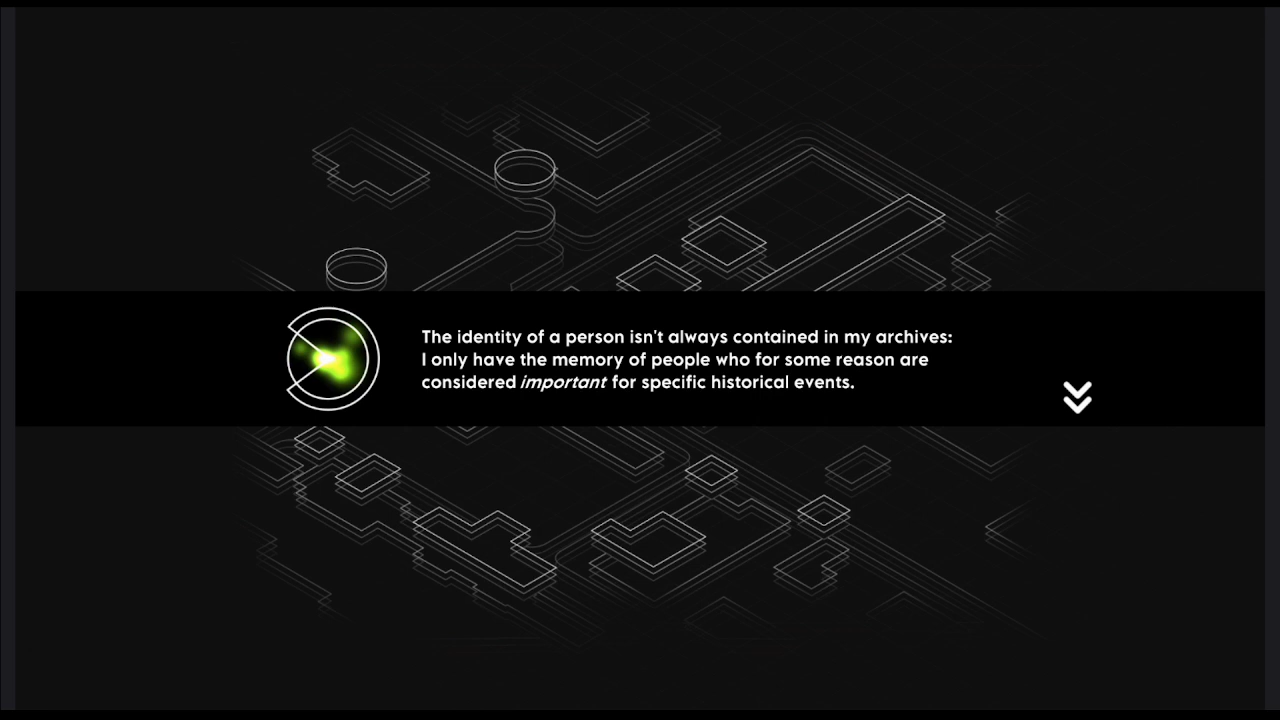 The identity of a person isn't always contained in my archives:
I only have the memory of people who for some reason are
considered important for specific historical events.